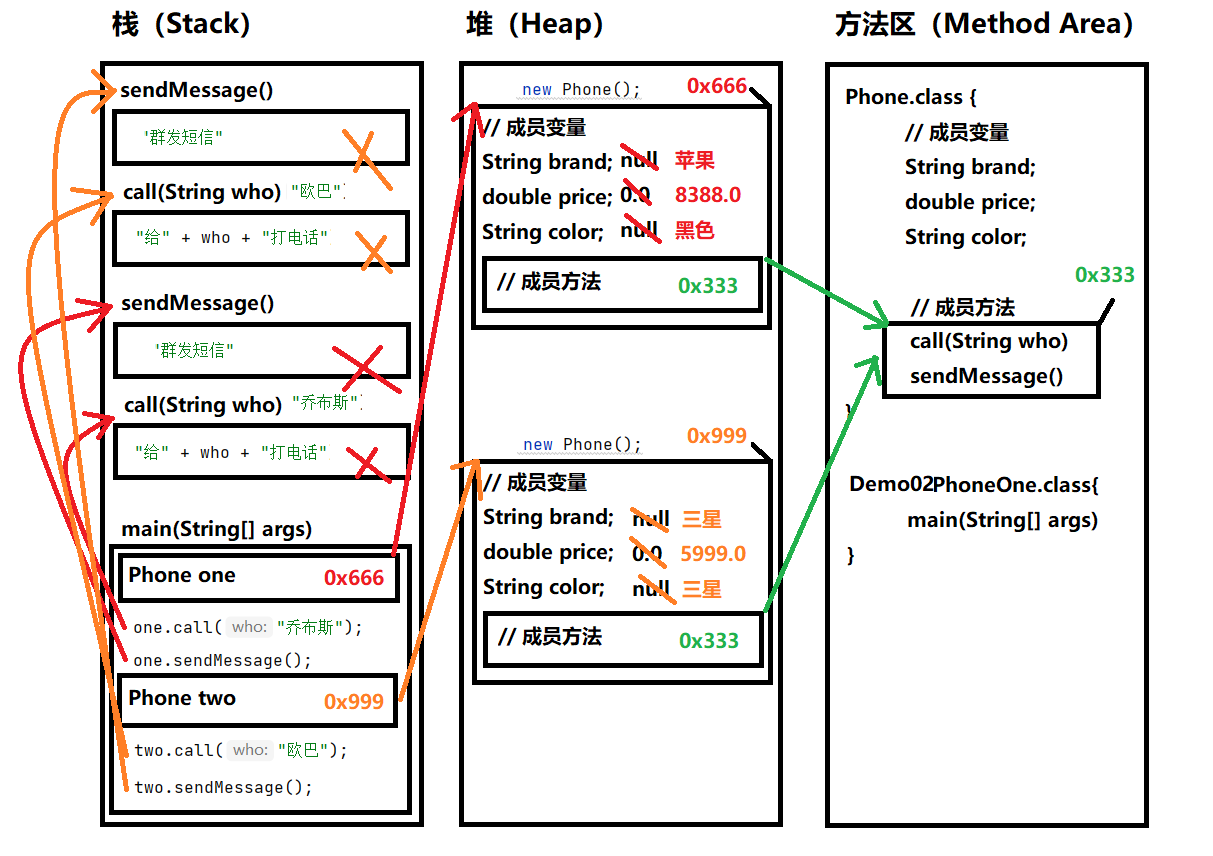 栈（Stack）
sendMessage()
'群发短信"
call(String who) "欧巴"
"给" + who + "打电话"
sendMessage()
'群发短信"
call(String who) "乔布斯"
"给" + who + "打电话"
main(String[] args)
Phone one 0x666
one.call( who: "乔布斯");
one.sendMessage();
Phone two 0x999
two.call( who: "欧巴");
two.sendMessage();
堆（Heap）
new Phone(); 0x666
// 成员变量
String brand; null 苹果
double price; 0.0 8388.0
String color; null 黑色
// 成员方法 0x333
new Phone(); 0x999
// 成员变量
String brand; null 三星
double price; 0.0 5999.0
String color; null 三星
// 成员方法 0x333
方法区（Method Area）
Phone.class {
// 成员变量
String brand;
double price;
String color;
0x333
// 成员方法
call(String who)
sendMessage()
}
Demo02PhoneOne.class{
main(String[] args)
}